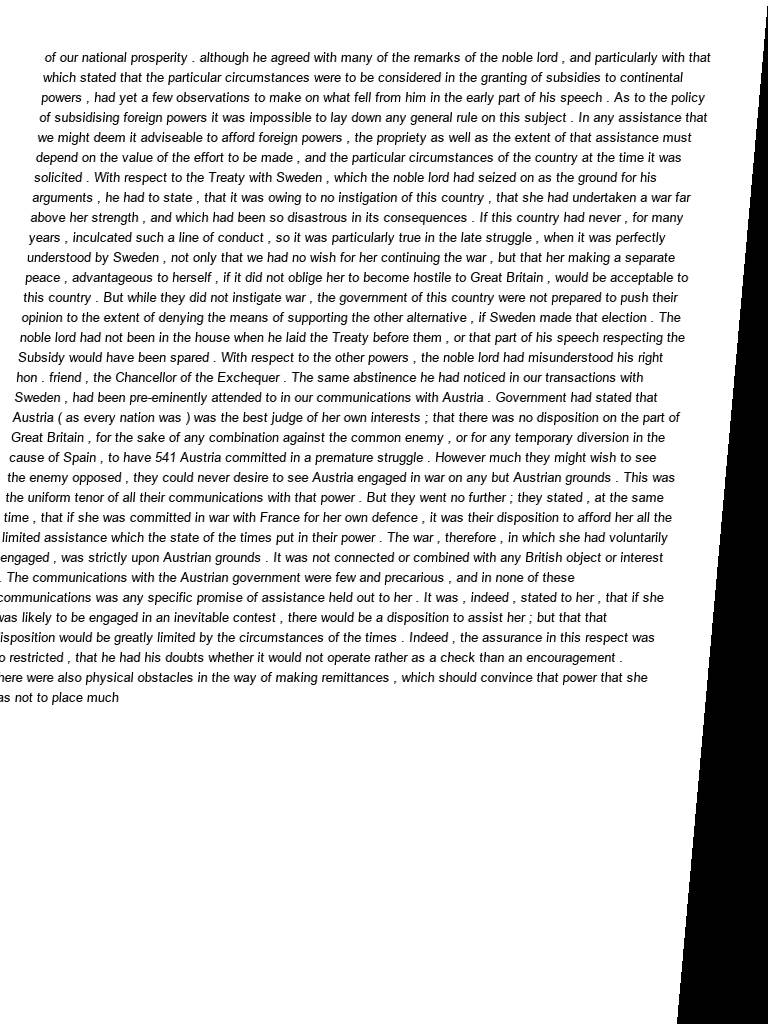 of our national prosperity . although he agreed with many of the remarks of the noble lord , and particularly with that
which stated that the particular circumstances were to be considered in the granting of subsidies to continental
powers , had yet a few observations to make on what fell from him in the early part of his speech . As to the policy
of subsidising foreign powers it was impossible to lay down any general rule on this subject . In any assistance that
we might deem it adviseable to afford foreign powers , the propriety as well as the extent of that assistance must
depend on the value of the effort to be made , and the particular circumstances of the country at the time it was
solicited . With respect to the Treaty with Sweden , which the noble lord had seized on as the ground for his
arguments , he had to state , that it was owing to no instigation of this country , that she had undertaken a war far
above her strength , and which had been so disastrous in its consequences . If this country had never , for many
years , inculcated such a line of conduct , so it was particularly true in the late struggle , when it was perfectly
understood by Sweden , not only that we had no wish for her continuing the war , but that her making a separate
peace , advantageous to herself , if it did not oblige her to become hostile to Great Britain , would be acceptable to
this country . But while they did not instigate war , the government of this country were not prepared to push their
opinion to the extent of denying the means of supporting the other alternative , if Sweden made that election . The
noble lord had not been in the house when he laid the Treaty before them , or that part of his speech respecting the
Subsidy would have been spared . With respect to the other powers , the noble lord had misunderstood his right
hon . friend , the Chancellor of the Exchequer . The same abstinence he had noticed in our transactions with
Sweden , had been pre-eminently attended to in our communications with Austria . Government had stated that
Austria ( as every nation was ) was the best judge of her own interests ; that there was no disposition on the part of
Great Britain , for the sake of any combination against the common enemy , or for any temporary diversion in the
cause of Spain , to have 541 Austria committed in a premature struggle . However much they might wish to see
the enemy opposed , they could never desire to see Austria engaged in war on any but Austrian grounds . This was
the uniform tenor of all their communications with that power . But they went no further ; they stated , at the same
time , that if she was committed in war with France for her own defence , it was their disposition to afford her all the
limited assistance which the state of the times put in their power . The war , therefore , in which she had voluntarily
engaged , was strictly upon Austrian grounds . It was not connected or combined with any British object or interest
. The communications with the Austrian government were few and precarious , and in none of these
communications was any specific promise of assistance held out to her . It was , indeed , stated to her , that if she
was likely to be engaged in an inevitable contest , there would be a disposition to assist her ; but that that
isposition would be greatly limited by the circumstances of the times . Indeed , the assurance in this respect was
o restricted , that he had his doubts whether it would not operate rather as a check than an encouragement .
here were also physical obstacles in the way of making remittances , which should convince that power that she
as not to place much